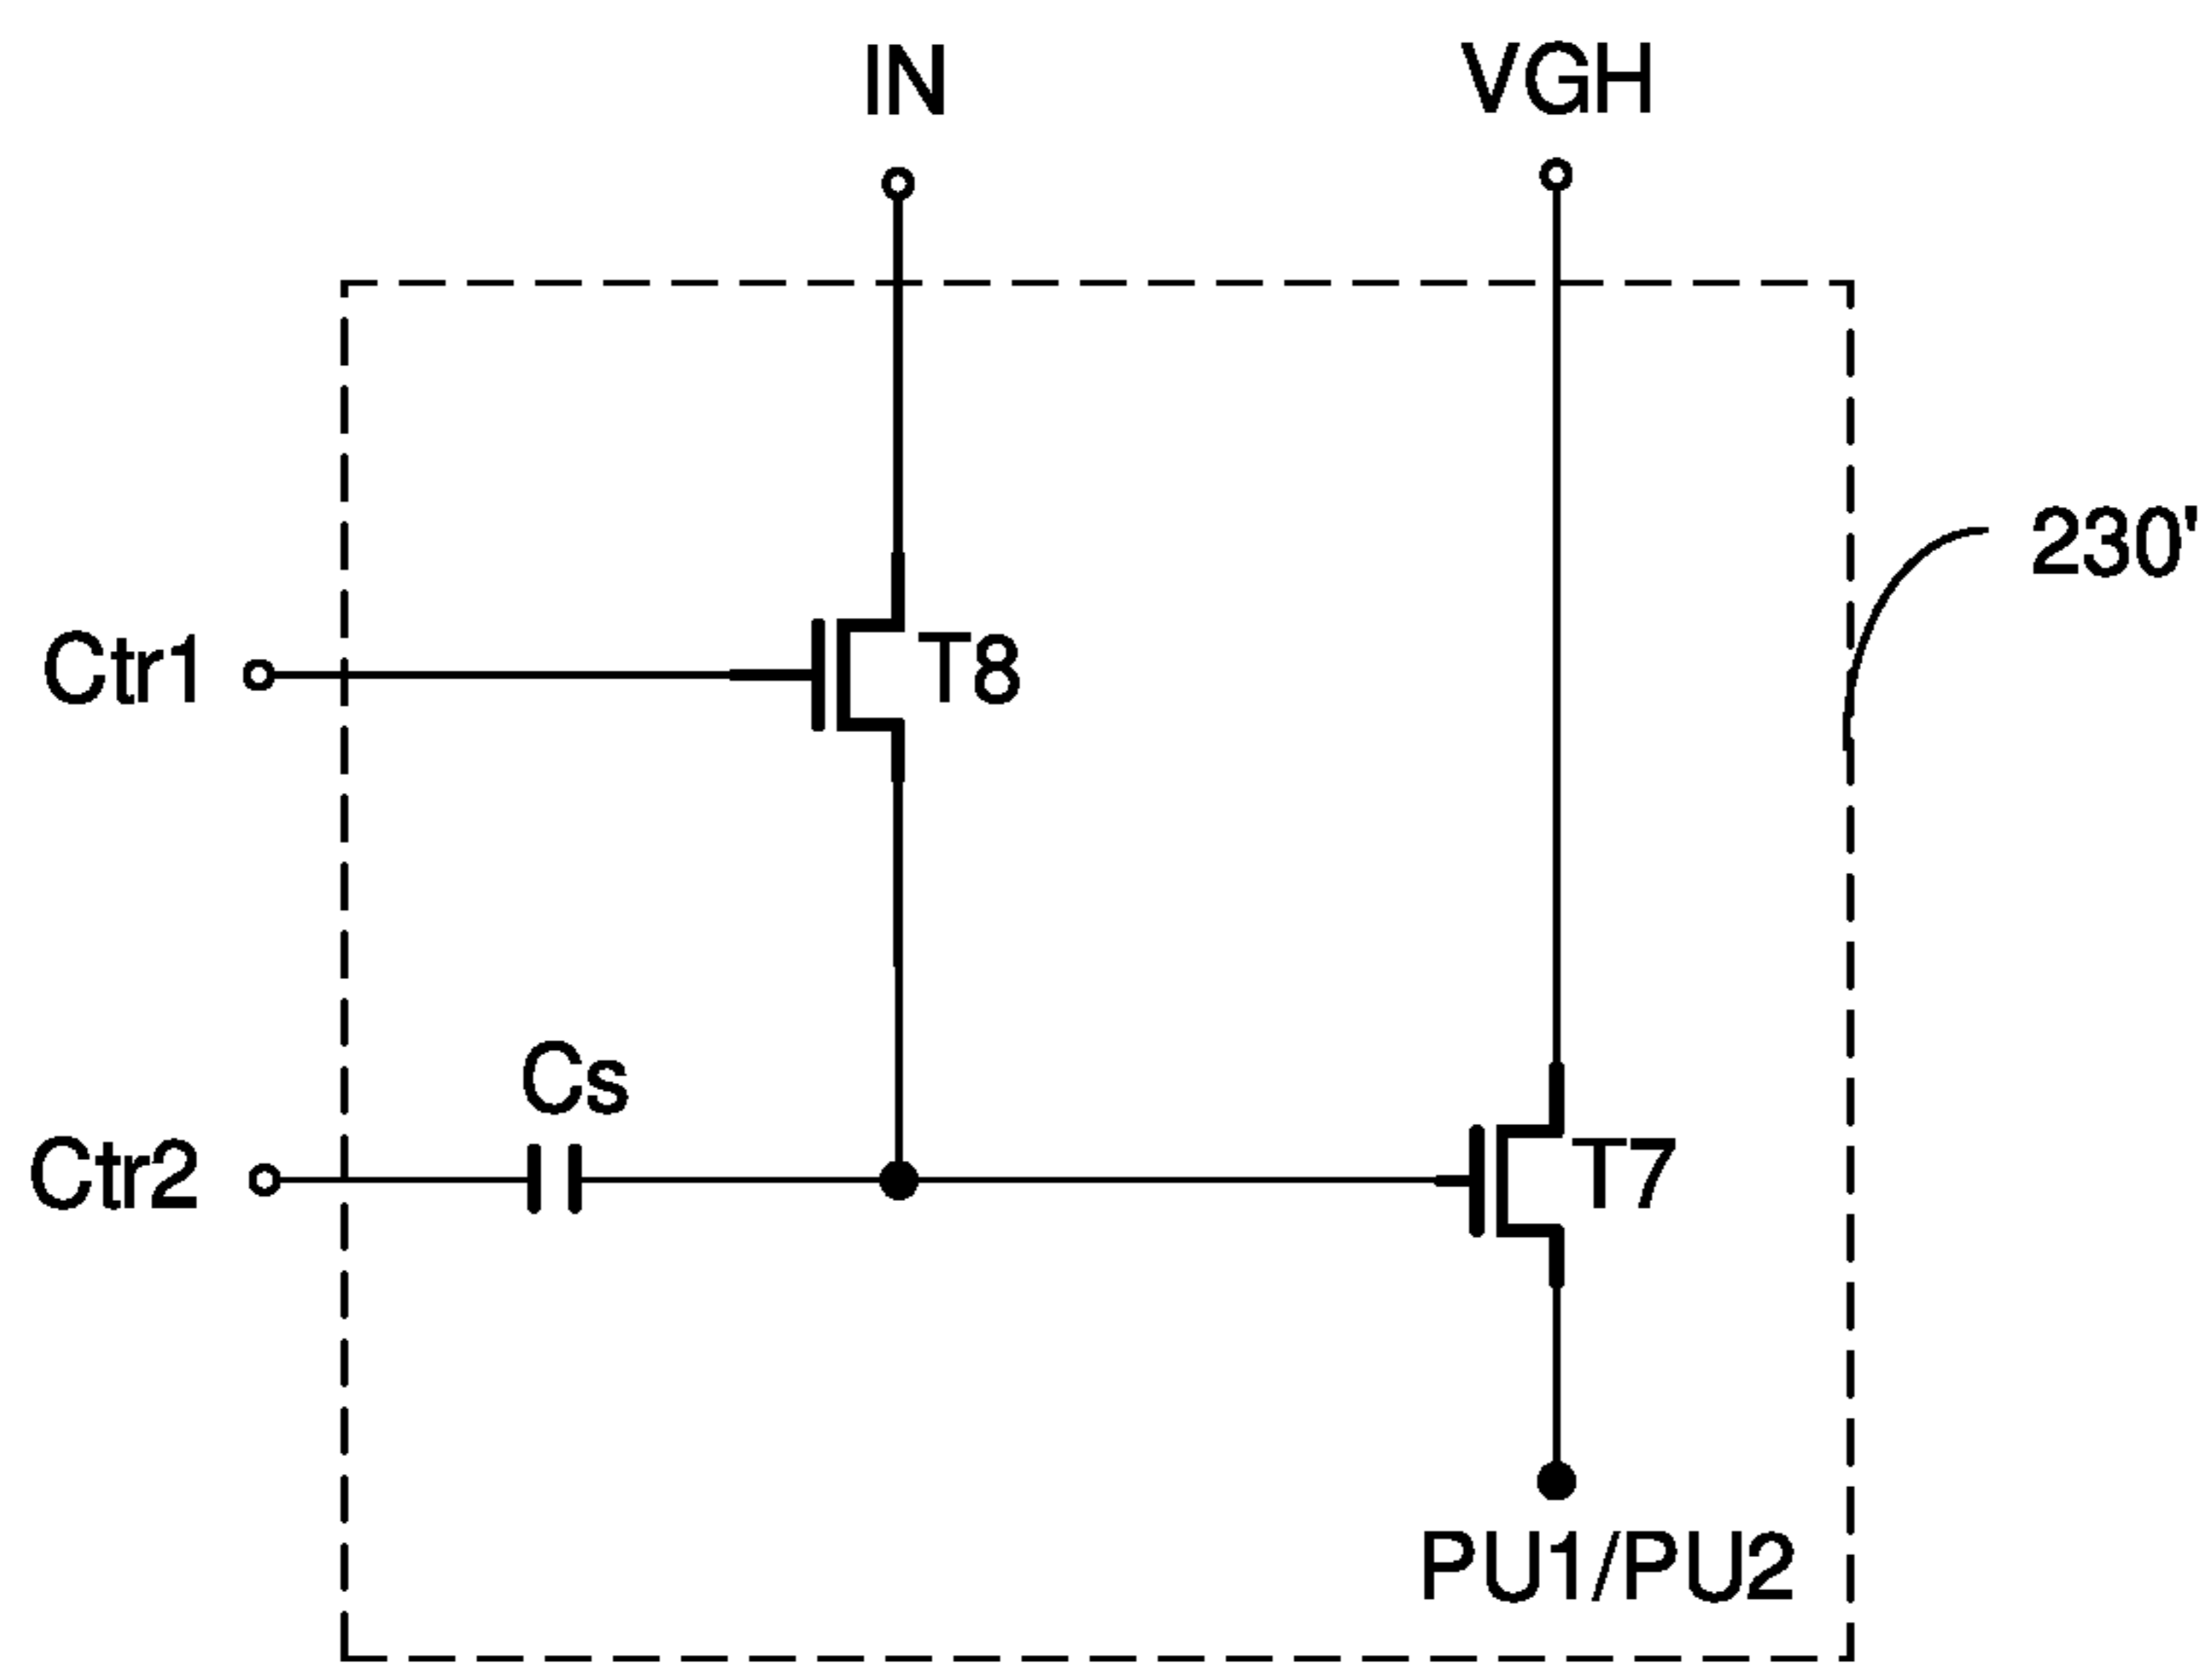 IN
VGH
230'
Ctr1
T8
Cs
Ctr2
T7
PU1/PU2